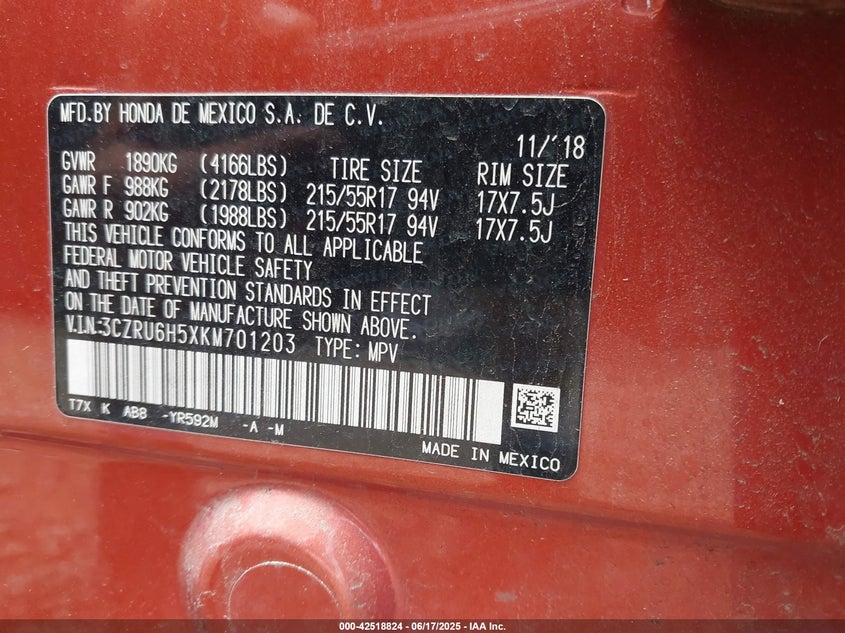 MFD.BY HONDA DE MEXICO S.A. DE C.V.
11/'18
GVWR 1890KG (4166LBS) TIRE SIZE RIM SIZE
GAWR F 988KG (2178LBS) 215/55R17 94V 17X7.5J
GAWR R 902KG (1988LBS) 215/55R17 94V 17X7.5J
THIS VEHICLE CONFORMS TO ALL APPLICABLE
FEDERAL MOTOR VEHICLE SAFETY
AND THEFT PREVENTION STANDARDS IN EFFECT
ON THE DATE OF MANUFACTURE SHOWN ABOVE.
V.I.N.:3CZRU6H5XKM701203 TYPE: MPV
T7X K AB8 -YR592M -A -M
MADE IN MEXICO
000-42518824 | 06/17/2025 - IAA Inc.